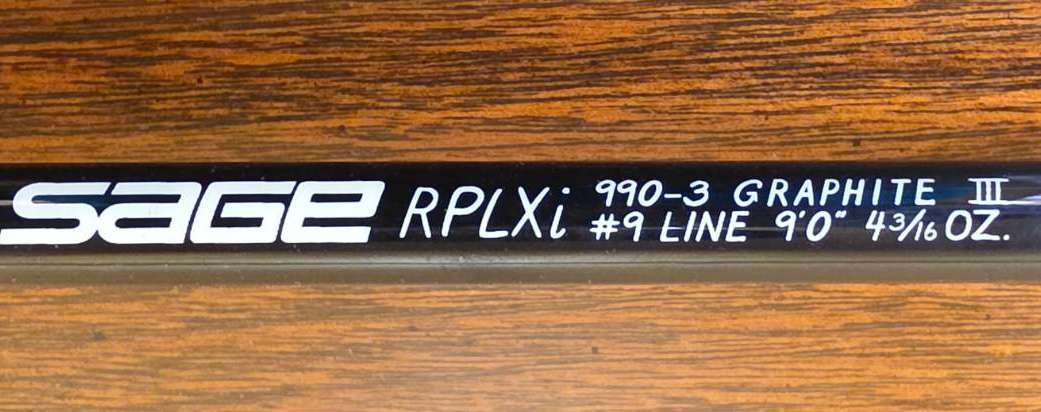 SAGE RPLXi 990-3 GRAPHITE III
#9 LINE 9'0" 4 3/16 OZ.